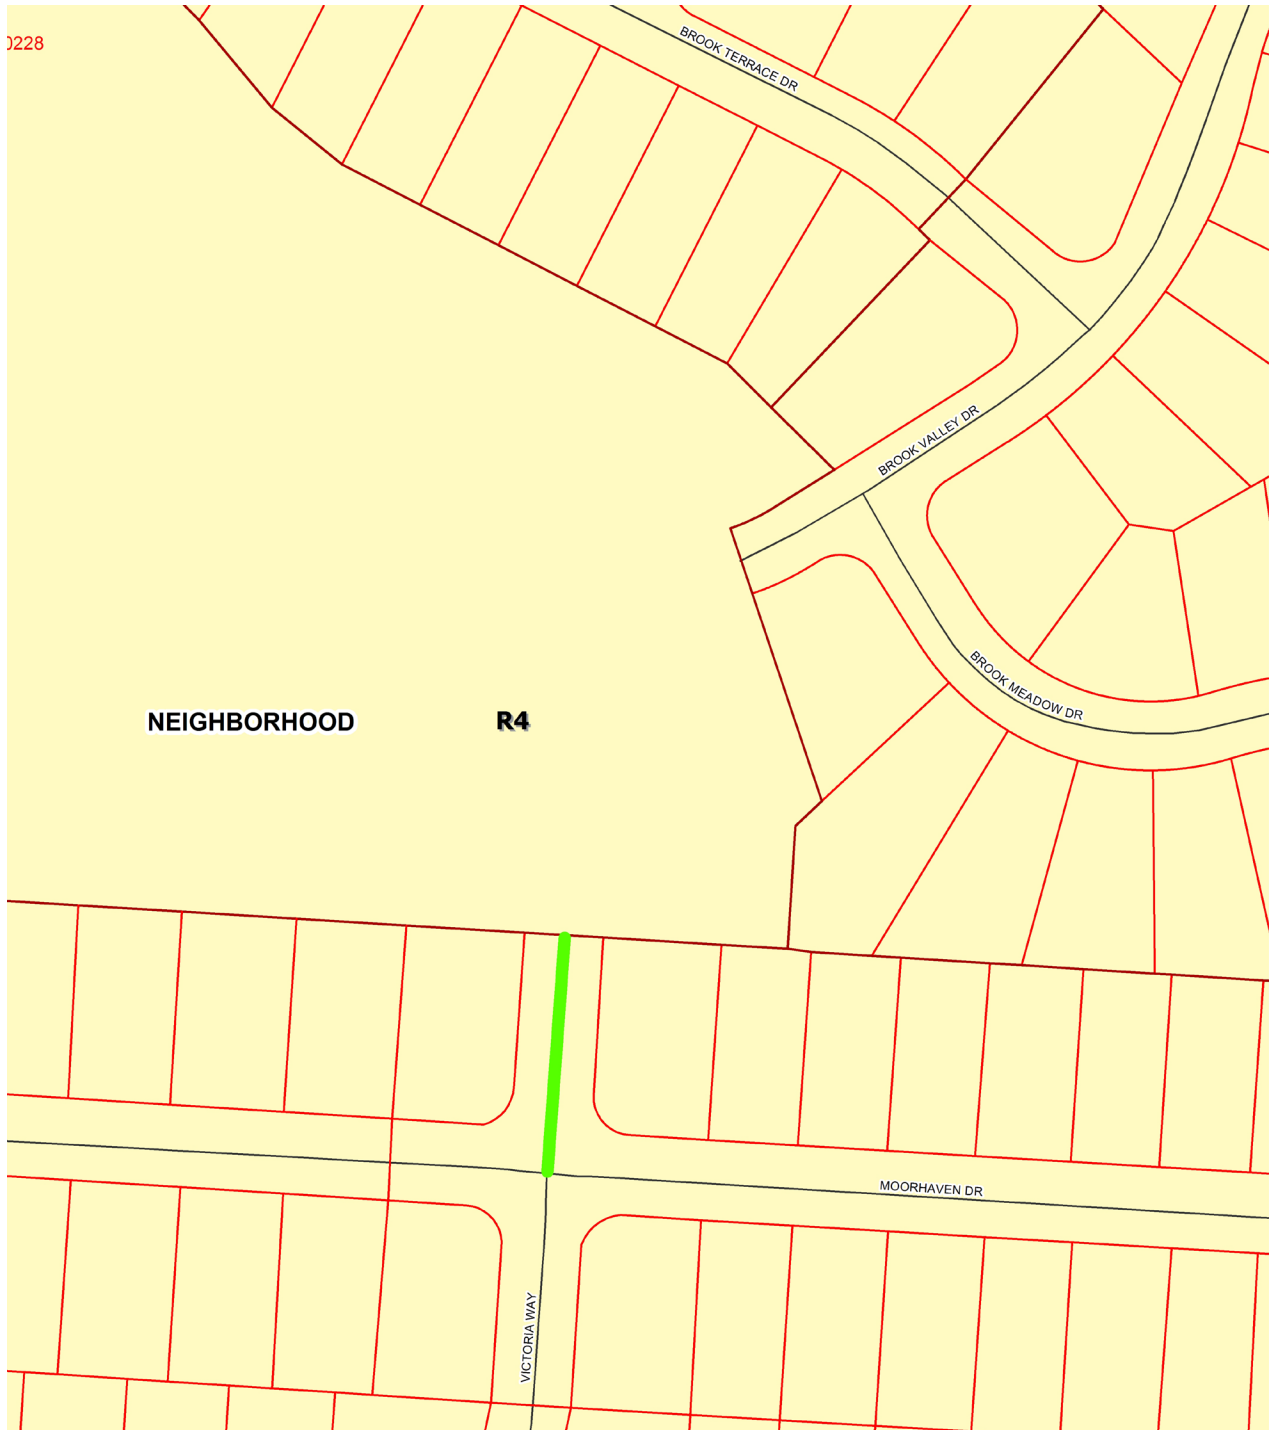 0228
BROOK TERRACE DR
BROOK VALLEY DR
BROOK MEADOW DR
NEIGHBORHOOD R4
MOORHAVEN DR
VICTORIA WAY